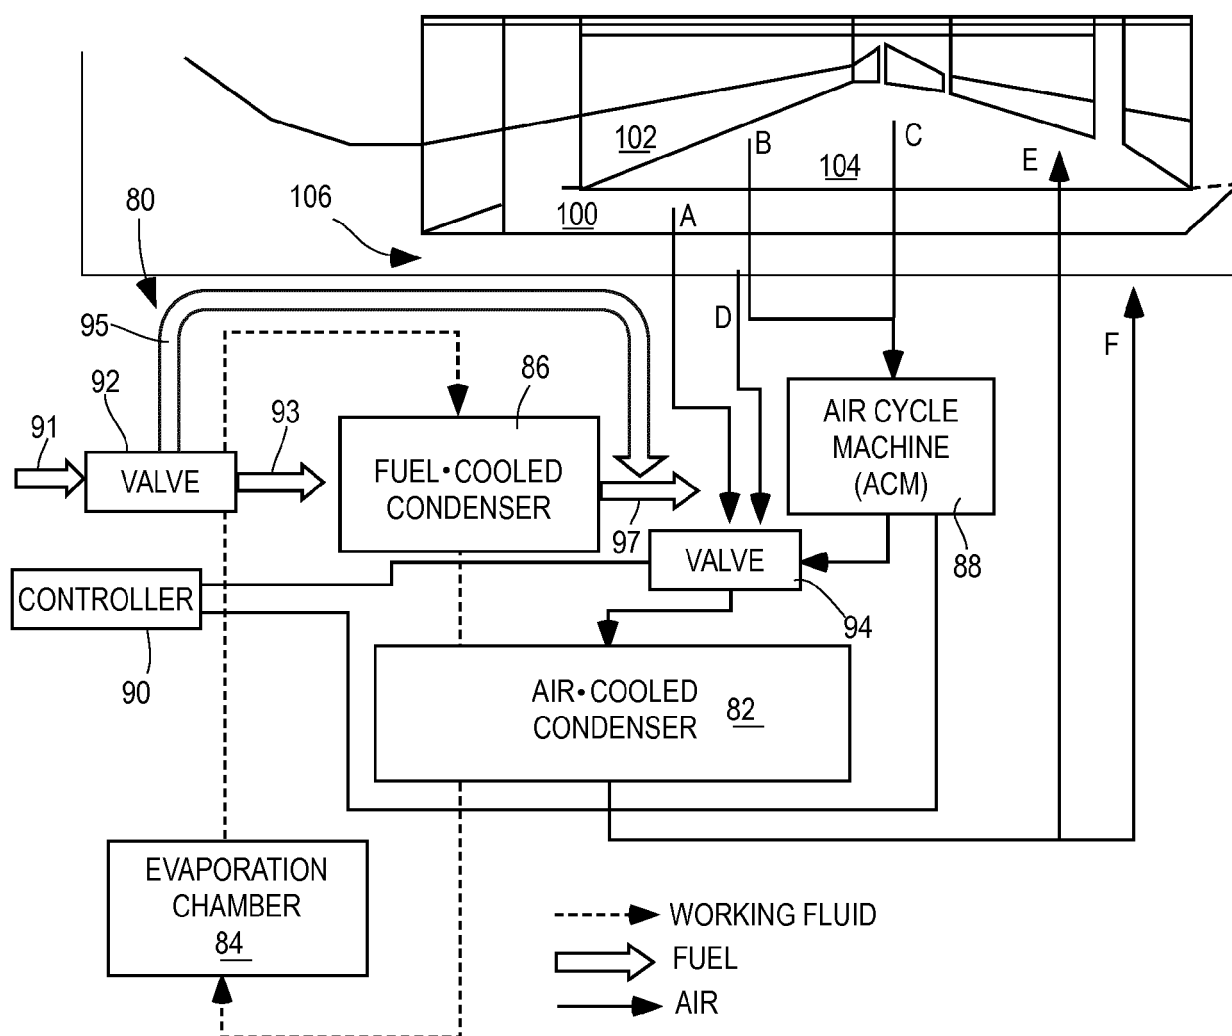 102
B
104
C
E
80
106
100
A
95
D
F
92
86
91
93
VALVE
FUEL•COOLED
CONDENSER
AIR CYCLE
MACHINE
(ACM)
97
VALVE
88
CONTROLLER
94
90
AIR•COOLED
CONDENSER
82
EVAPORATION
CHAMBER
84
WORKING FLUID
FUEL
AIR